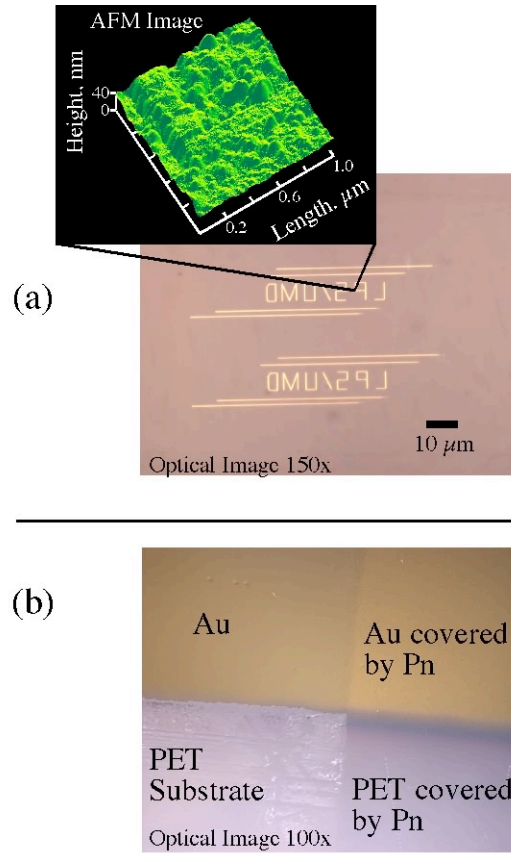 AFM Image
Height, nm
40
0
0.2
0.6
1.0
Length, μm
(a)
LPS/UMD
LPS/UMD
10 μm
Optical Image 150x
(b)
Au
Au covered
by Pn
PET
Substrate
PET covered
by Pn
Optical Image 100x